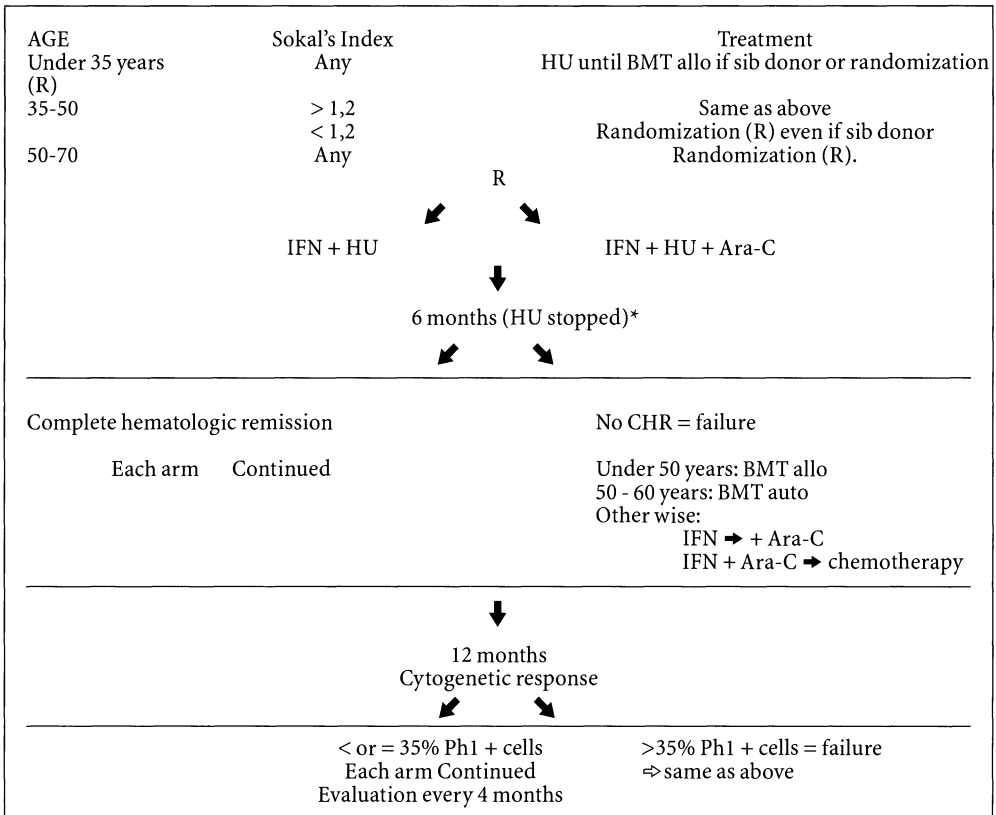 AGE Sokal's Index Treatment
Under 35 years Any HU until BMT allo if sib donor or randomization
(R)
35-50 > 1,2 Same as above
< 1,2 Randomization (R) even if sib donor
50-70 Any Randomization (R).
R
IFN + HU IFN + HU + Ara-C
6 months (HU stopped)*
Complete hematologic remission No CHR = failure
Each arm Continued Under 50 years: BMT allo
50 - 60 years: BMT auto
Other wise:
IFN ➡ + Ara-C
IFN + Ara-C ➡ chemotherapy
12 months
Cytogenetic response
< or = 35% Ph1 + cells >35% Ph1 + cells = failure
Each arm Continued ⇨ same as above
Evaluation every 4 months